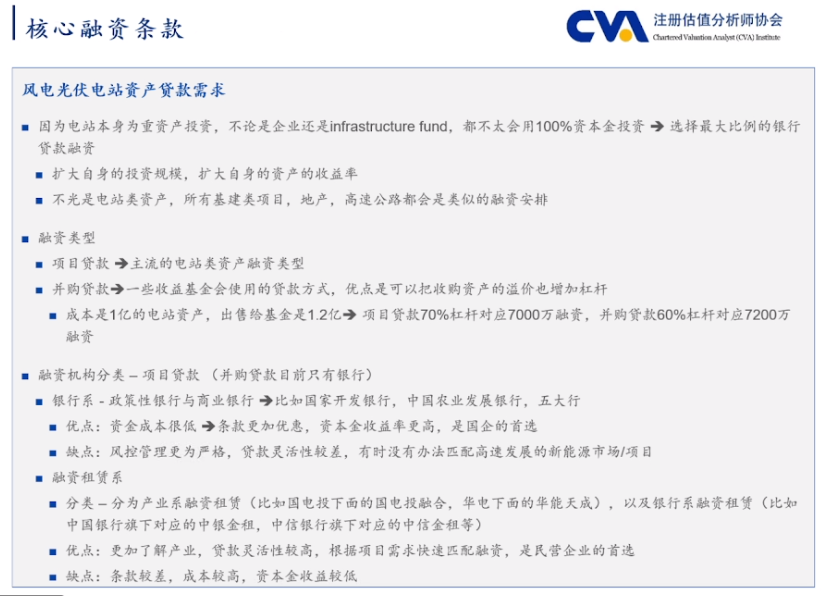 核心融资条款
CVA 注册估值分析师协会
Chartered Valuation Analyst (CVA) Institute
风电光伏电站资产贷款需求
■ 因为电站本身为重资产投资，不论是企业还是infrastructure fund，都不太会用100%资本金投资 ➔ 选择最大比例的银行
贷款融资
■ 扩大自身的投资规模，扩大自身的资产的收益率
■ 不光是电站类资产，所有基建类项目，地产，高速公路都会是类似的融资安排
■ 融资类型
■ 项目贷款 ➔主流的电站类资产融资类型
■ 并购贷款➔一些收益基金会使用的贷款方式，优点是可以把收购资产的溢价也增加杠杆
■ 成本是1亿的电站资产，出售给基金是1.2亿➔ 项目贷款70%杠杆对应7000万融资，并购贷款60%杠杆对应7200万
融资
■ 融资机构分类 – 项目贷款 （并购贷款目前只有银行）
■ 银行系 - 政策性银行与商业银行 ➔比如国家开发银行，中国农业发展银行，五大行
■ 优点：资金成本很低 ➔条款更加优惠，资本金收益率更高，是国企的首选
■ 缺点：风控管理更为严格，贷款灵活性较差，有时没有办法匹配高速发展的新能源市场/项目
■ 融资租赁系
■ 分类 – 分为产业系融资租赁（比如国电投下面的国电投融合，华电下面的华能天成），以及银行系融资租赁（比如
中国银行旗下对应的中银金租，中信银行旗下对应的中信金租等）
■ 优点：更加了解产业，贷款灵活性较高，根据项目需求快速匹配融资，是民营企业的首选
■ 缺点：条款较差，成本较高，资本金收益较低